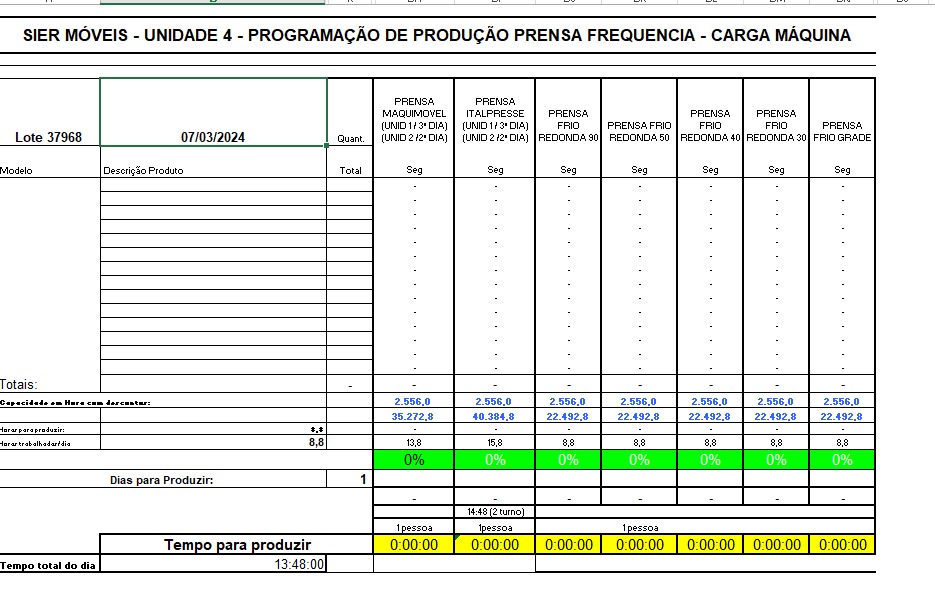 SIER MÓVEIS - UNIDADE 4 - PROGRAMAÇÃO DE PRODUÇÃO PRENSA FREQUENCIA - CARGA MÁQUINA
Lote 37968 07/03/2024 Quant.
PRENSA MAQUIMOVEL (UNID 1 / 3ª DIA) (UNID 2 /2ª DIA)
PRENSA ITALPRESSE (UNID 1 / 3ª DIA) (UNID 2 /2ª DIA)
PRENSA FRIO REDONDA 90
PRENSA FRIO REDONDA 50
PRENSA FRIO REDONDA 40
PRENSA FRIO REDONDA 30
PRENSA FRIO GRADE
Modelo Descrição Produto Total Seg Seg Seg Seg Seg Seg Seg
- - - - - - -
- - - - - - -
- - - - - - -
- - - - - - -
- - - - - - -
- - - - - - -
- - - - - - -
- - - - - - -
- - - - - - -
- - - - - - -
- - - - - - -
- - - - - - -
- - - - - - -
- - - - - - -
Totais: - - - - - - - -
Capacidade em Hora com descontos: 2.556,0 2.556,0 2.556,0 2.556,0 2.556,0 2.556,0 2.556,0
35.272,8 40.384,8 22.492,8 22.492,8 22.492,8 22.492,8 22.492,8
Horas para produzir: 8,8 - - - - - - -
Horas trabalhadas/dia 8,8 13,8 15,8 8,8 8,8 8,8 8,8 8,8
0% 0% 0% 0% 0% 0% 0%
Dias para Produzir: 1
- - - - - - -
14:48 (2 turno)
1pessoa 1pessoa 1pessoa
Tempo para produzir 0:00:00 0:00:00 0:00:00 0:00:00 0:00:00 0:00:00 0:00:00
Tempo total do dia 13:48:00